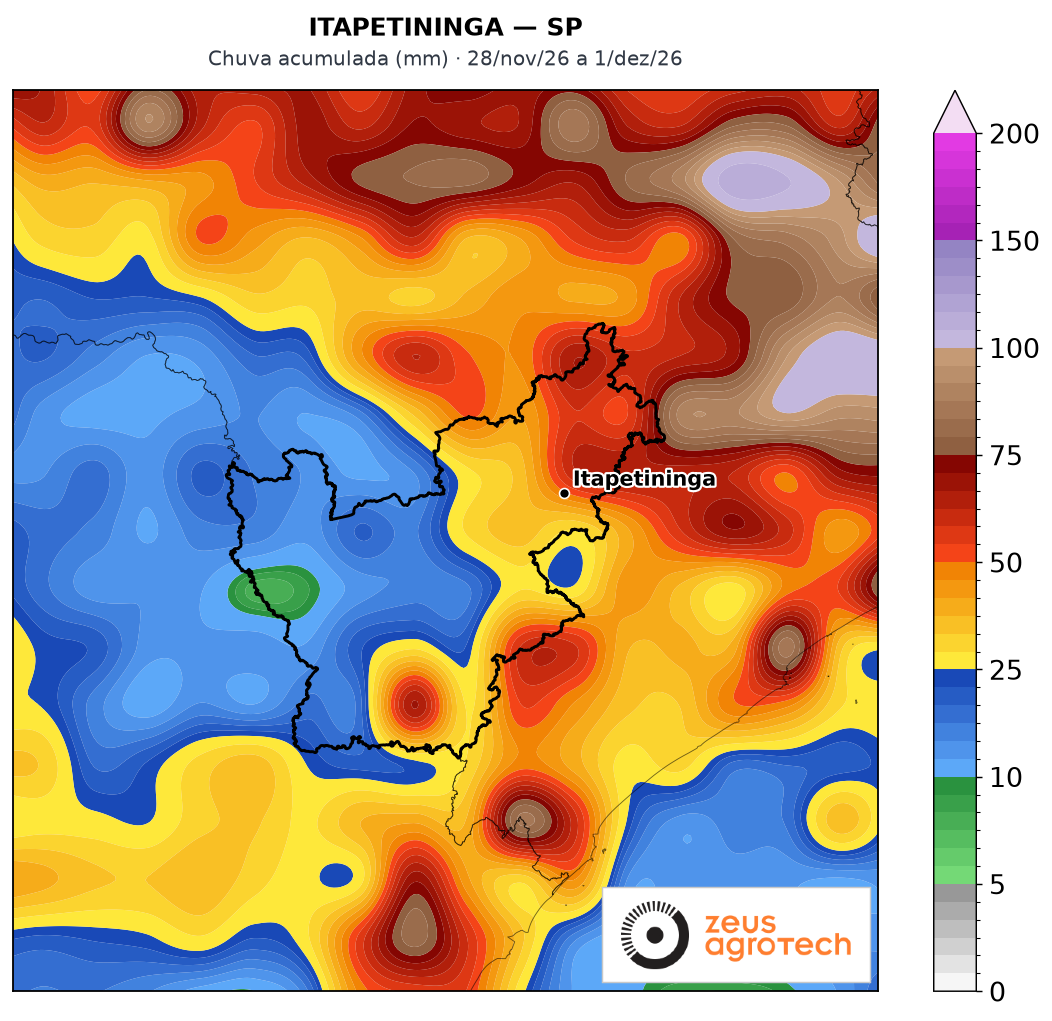 ITAPETININGA — SP
Chuva acumulada (mm) · 28/nov/26 a 1/dez/26
200
150
100
75
50
25
10
5
0
Itapetininga
zeus
agrotech